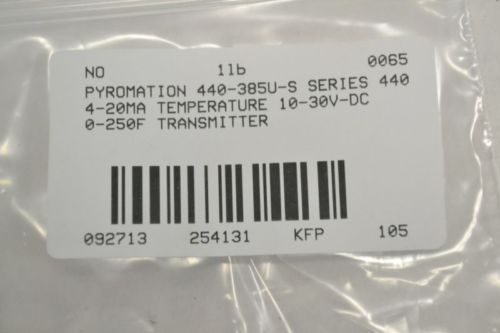 NO 1lb 0065
PYROMATION 440-385U-S SERIES 440
4-20MA TEMPERATURE 10-30V-DC
0-250F TRANSMITTER
092713 254131 KFP 105